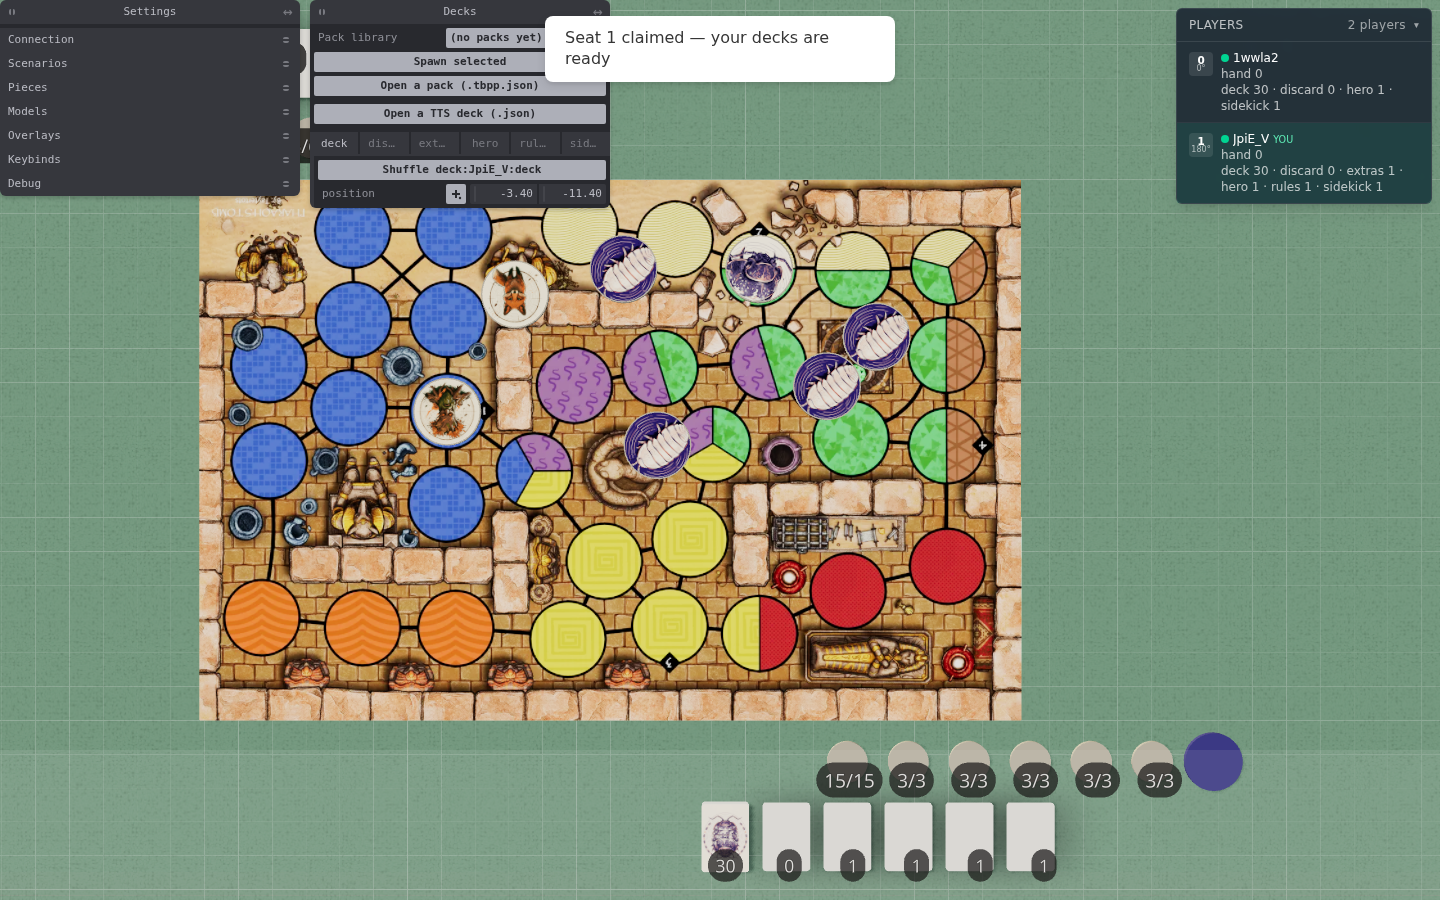 Settings
Connection
Scenarios
Pieces
Models
Overlays
Keybinds
Debug
Decks
Pack library
(no packs yet)
Spawn selected
Open a pack (.tbpp.json)
Open a TTS deck (.json)
deck
dis…
ext…
hero
rul…
sid…
Shuffle deck:JpiE_V:deck
position
-3.40
-11.40
Seat 1 claimed — your decks are
ready
PLAYERS
2 players
0
0°
1wwla2
hand 0
deck 30 · discard 0 · hero 1 ·
sidekick 1
1
180°
JpiE_V YOU
hand 0
deck 30 · discard 0 · extras 1 ·
hero 1 · rules 1 · sidekick 1
15/15
3/3
3/3
3/3
3/3
3/3
30
0
1
1
1
1